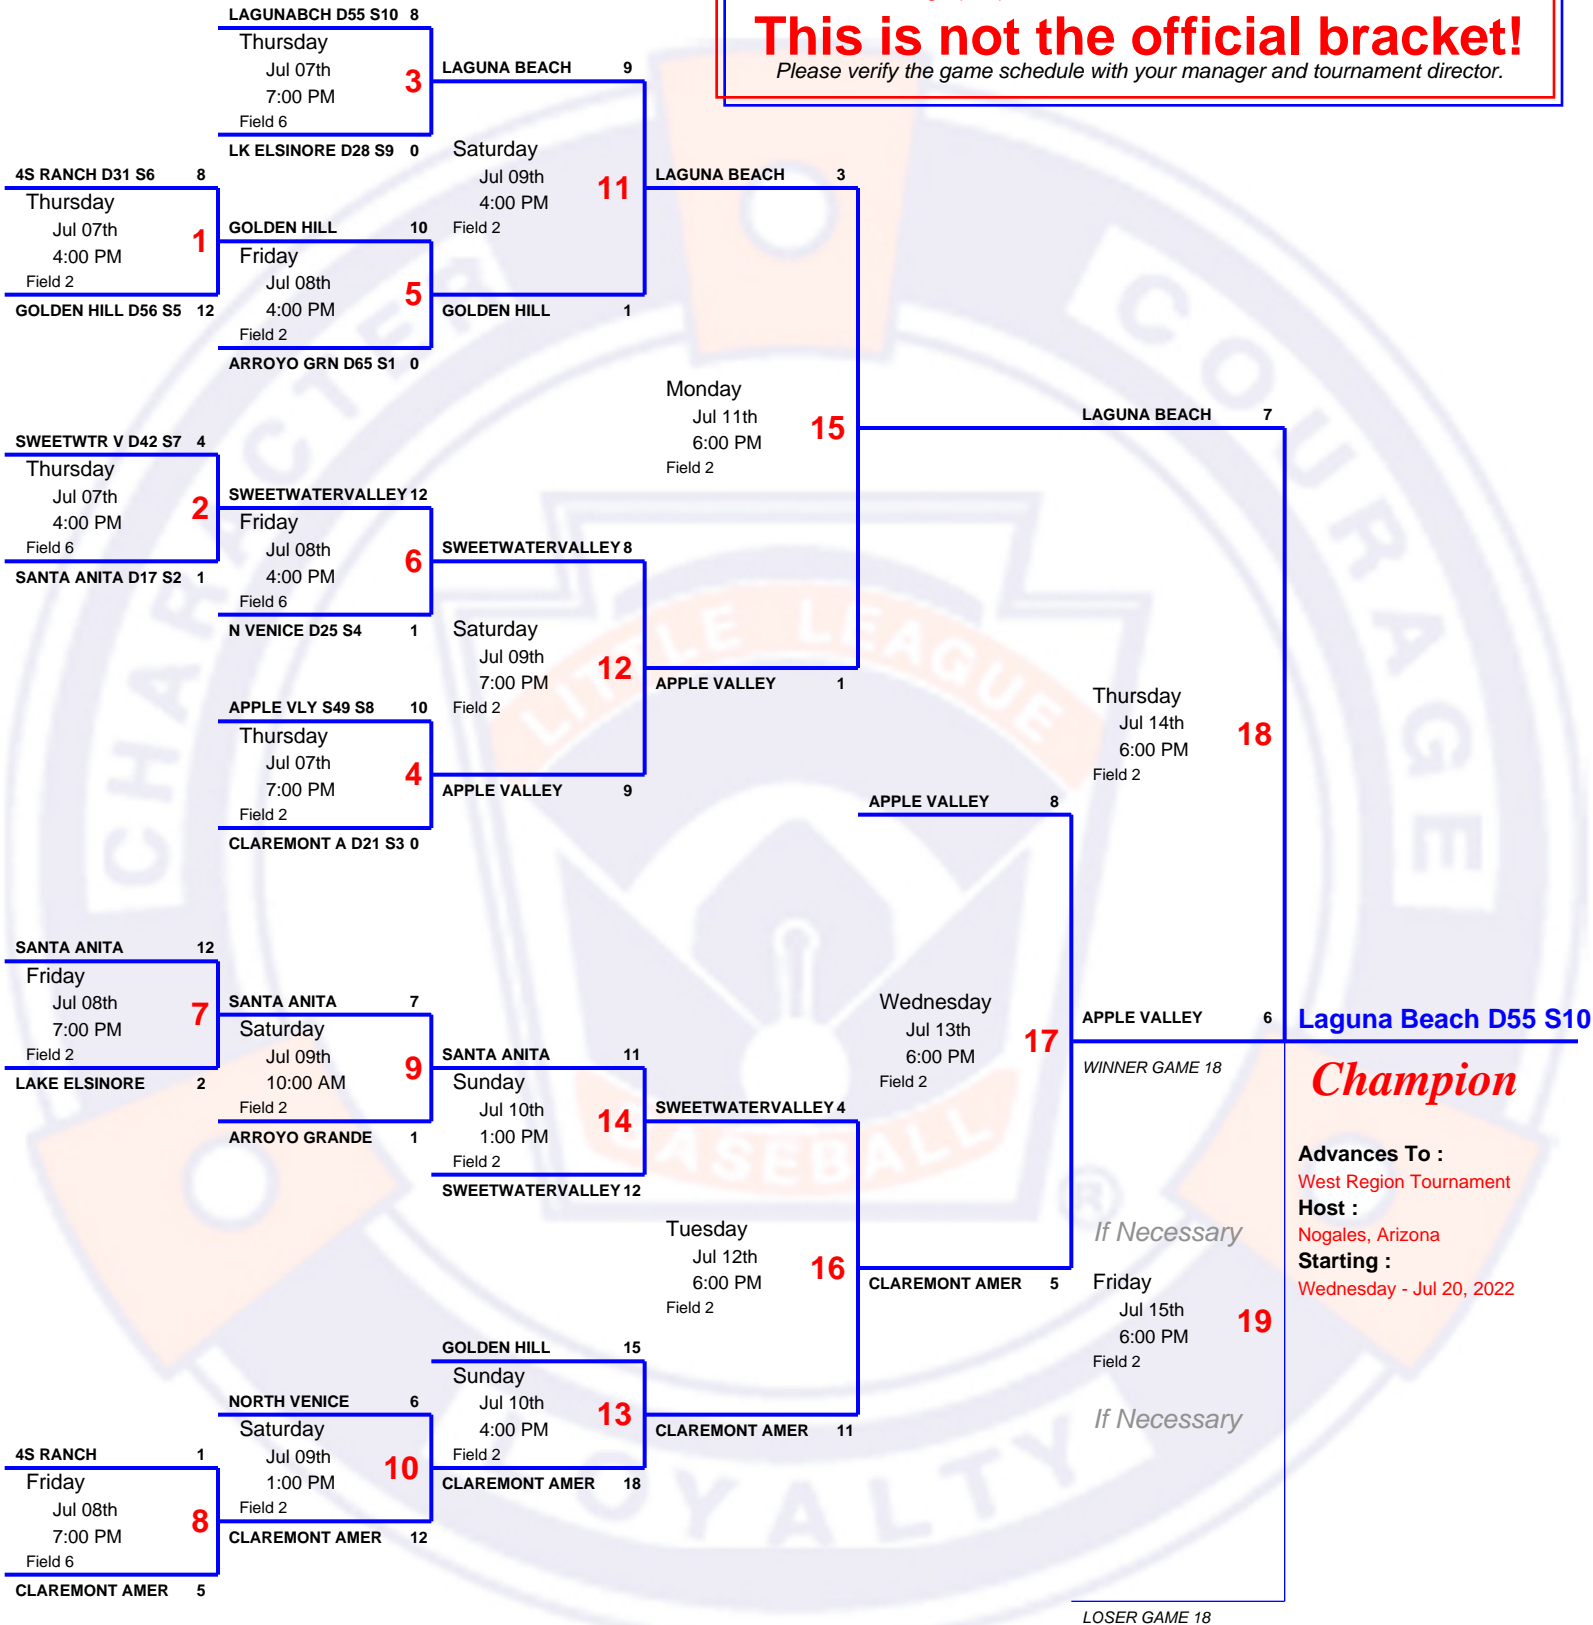 This is not the official bracket!
Please verify the game schedule with your manager and tournament director.
LAGUNABCH D55 S10 8
Thursday
Jul 07th
7:00 PM
Field 6
3
LK ELSINORE D28 S9 0
4S RANCH D31 S6 8
Thursday
Jul 07th
4:00 PM
Field 2
1
GOLDEN HILL D56 S5 12
GOLDEN HILL 10
Friday
Jul 08th
4:00 PM
Field 2
5
ARROYO GRN D65 S1 0
LAGUNA BEACH 9
Saturday
Jul 09th
4:00 PM
Field 2
11
GOLDEN HILL 1
SWEETWTR V D42 S7 4
Thursday
Jul 07th
4:00 PM
Field 6
2
SANTA ANITA D17 S2 1
SWEETWATERVALLEY 12
Friday
Jul 08th
4:00 PM
Field 6
6
N VENICE D25 S4 1
APPLE VLY S49 S8 10
Thursday
Jul 07th
7:00 PM
Field 2
4
CLAREMONT A D21 S3 0
SWEETWATERVALLEY 8
Saturday
Jul 09th
7:00 PM
Field 2
12
APPLE VALLEY 9
LAGUNA BEACH 3
Monday
Jul 11th
6:00 PM
Field 2
15
APPLE VALLEY 1
LAGUNA BEACH 7
Thursday
Jul 14th
6:00 PM
Field 2
18
APPLE VALLEY 6
WINNER GAME 18
SANTA ANITA 12
Friday
Jul 08th
7:00 PM
Field 2
7
LAKE ELSINORE 2
SANTA ANITA 7
Saturday
Jul 09th
10:00 AM
Field 2
9
ARROYO GRANDE 1
SANTA ANITA 11
Sunday
Jul 10th
1:00 PM
Field 2
14
SWEETWATERVALLEY 12
4S RANCH 1
Friday
Jul 08th
7:00 PM
Field 6
8
CLAREMONT AMER 5
NORTH VENICE 6
Saturday
Jul 09th
1:00 PM
Field 2
10
CLAREMONT AMER 12
GOLDEN HILL 15
Sunday
Jul 10th
4:00 PM
Field 2
13
CLAREMONT AMER 18
SWEETWATERVALLEY 4
Tuesday
Jul 12th
6:00 PM
Field 2
16
CLAREMONT AMER 11
APPLE VALLEY 8
Wednesday
Jul 13th
6:00 PM
Field 2
17
CLAREMONT AMER 5
If Necessary
Friday
Jul 15th
6:00 PM
Field 2
19
If Necessary
LOSER GAME 18
Laguna Beach D55 S10
Champion
Advances To :
West Region Tournament
Host :
Nogales, Arizona
Starting :
Wednesday - Jul 20, 2022
CHARACTER
COURAGE
LOYALTY
LITTLE LEAGUE
BASEBALL
®